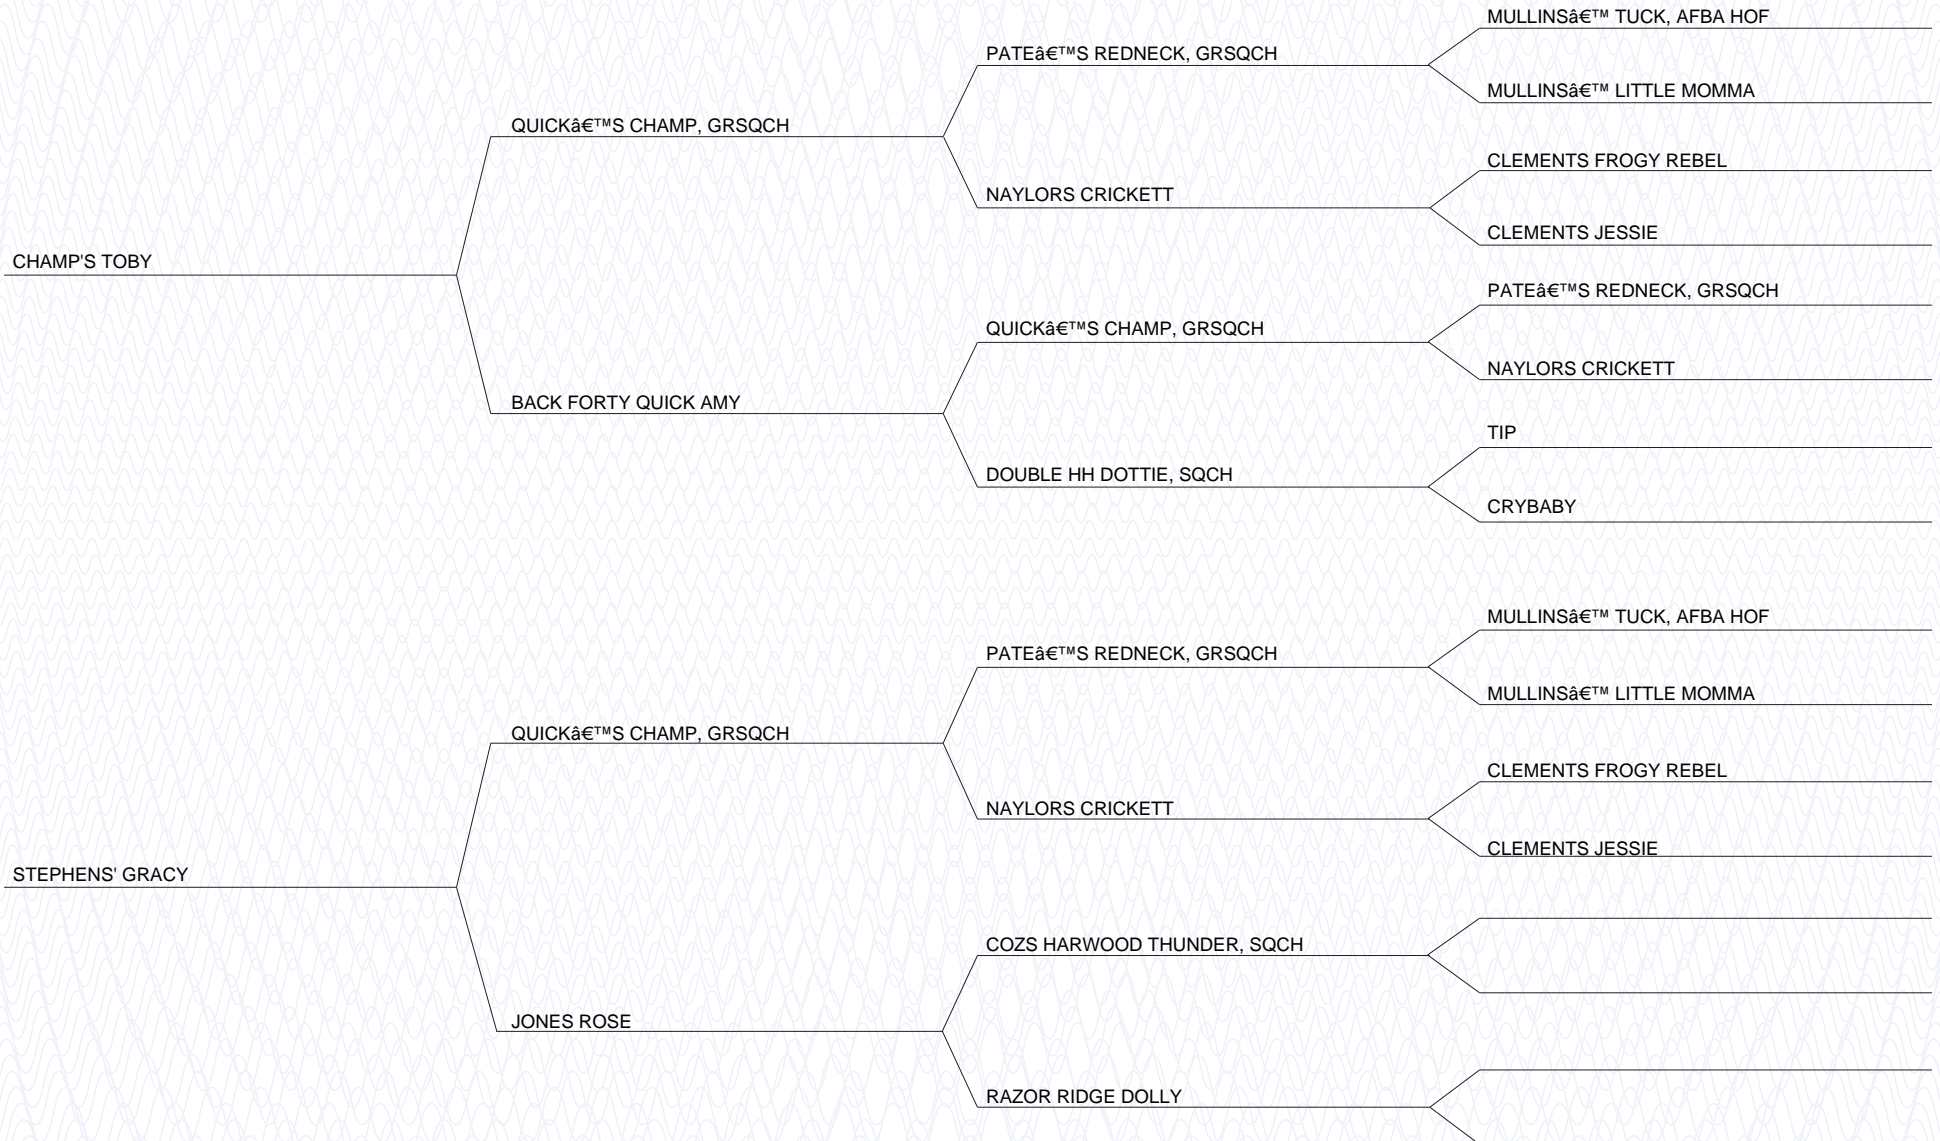 MULLINSâ€™ TUCK, AFBA HOF
PATEâ€™S REDNECK, GRSQCH
MULLINSâ€™ LITTLE MOMMA
QUICKâ€™S CHAMP, GRSQCH
CLEMENTS FROGY REBEL
NAYLORS CRICKETT
CLEMENTS JESSIE
CHAMP'S TOBY
PATEâ€™S REDNECK, GRSQCH
QUICKâ€™S CHAMP, GRSQCH
NAYLORS CRICKETT
BACK FORTY QUICK AMY
TIP
DOUBLE HH DOTTIE, SQCH
CRYBABY
MULLINSâ€™ TUCK, AFBA HOF
PATEâ€™S REDNECK, GRSQCH
MULLINSâ€™ LITTLE MOMMA
QUICKâ€™S CHAMP, GRSQCH
CLEMENTS FROGY REBEL
NAYLORS CRICKETT
CLEMENTS JESSIE
STEPHENS' GRACY
COZS HARWOOD THUNDER, SQCH
JONES ROSE
RAZOR RIDGE DOLLY